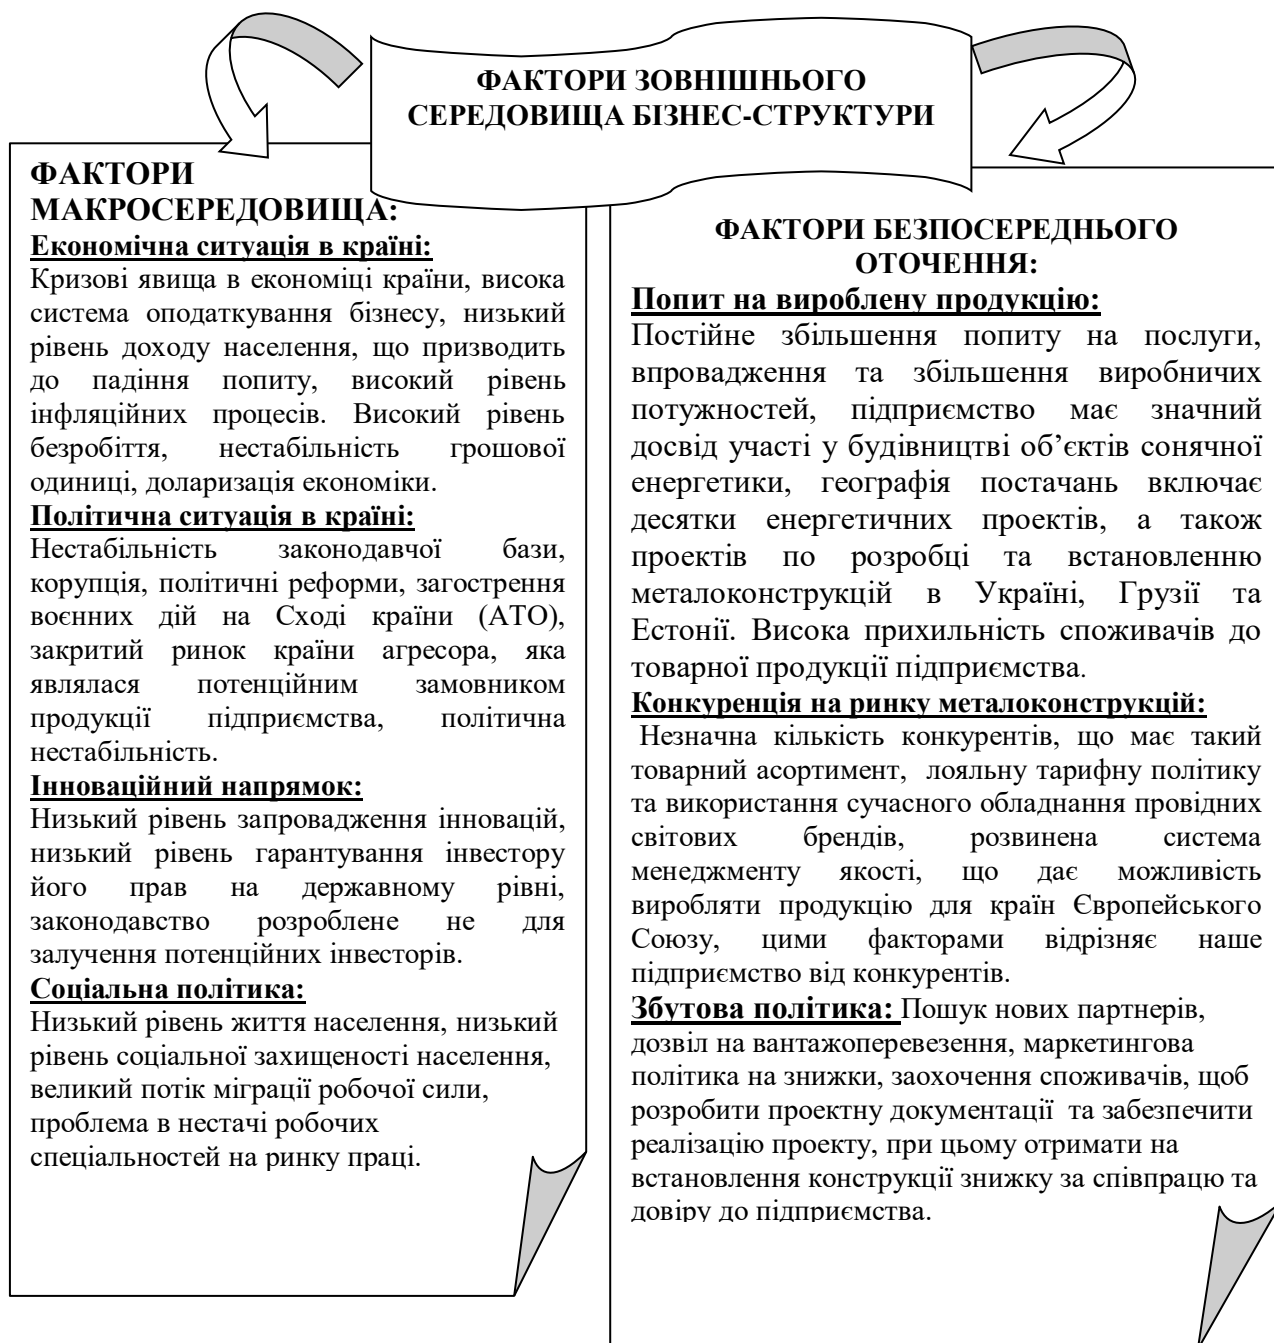 ФАКТОРИ ЗОВНІШНЬОГО
СЕРЕДОВИЩА БІЗНЕС-СТРУКТУРИ
ФАКТОРИ
МАКРОСЕРЕДОВИЩА:
Економічна ситуація в країні:
Кризові явища в економіці країни, висока
система оподаткування бізнесу, низький
рівень доходу населення, що призводить
до падіння попиту, високий рівень
інфляційних процесів. Високий рівень
безробіття, нестабільність грошової
одиниці, доларизація економіки.
Політична ситуація в країні:
Нестабільність законодавчої бази,
корупція, політичні реформи, загострення
воєнних дій на Сході країни (АТО),
закритий ринок країни агресора, яка
являлася потенційним замовником
продукції підприємства, політична
нестабільність.
Інноваційний напрямок:
Низький рівень запровадження інновацій,
низький рівень гарантування інвестору
його прав на державному рівні,
законодавство розроблене не для
залучення потенційних інвесторів.
Соціальна політика:
Низький рівень життя населення, низький
рівень соціальної захищеності населення,
великий потік міграції робочої сили,
проблема в нестачі робочих
спеціальностей на ринку праці.
ФАКТОРИ БЕЗПОСЕРЕДНЬОГО
ОТОЧЕННЯ:
Попит на вироблену продукцію:
Постійне збільшення попиту на послуги,
впровадження та збільшення виробничих
потужностей, підприємство має значний
досвід участі у будівництві об’єктів сонячної
енергетики, географія постачань включає
десятки енергетичних проектів, а також
проектів по розробці та встановленню
металоконструкцій в Україні, Грузії та
Естонії. Висока прихильність споживачів до
товарної продукції підприємства.
Конкуренція на ринку металоконструкцій:
Незначна кількість конкурентів, що має такий
товарний асортимент, лояльну тарифну політику
та використання сучасного обладнання провідних
світових брендів, розвинена система
менеджменту якості, що дає можливість
виробляти продукцію для країн Європейського
Союзу, цими факторами відрізняє наше
підприємство від конкурентів.
Збутова політика: Пошук нових партнерів,
дозвіл на вантажоперевезення, маркетингова
політика на знижки, заохочення споживачів, щоб
розробити проектну документації та забезпечити
реалізацію проекту, при цьому отримати на
встановлення конструкції знижку за співпрацю та
довіру до підприємства.